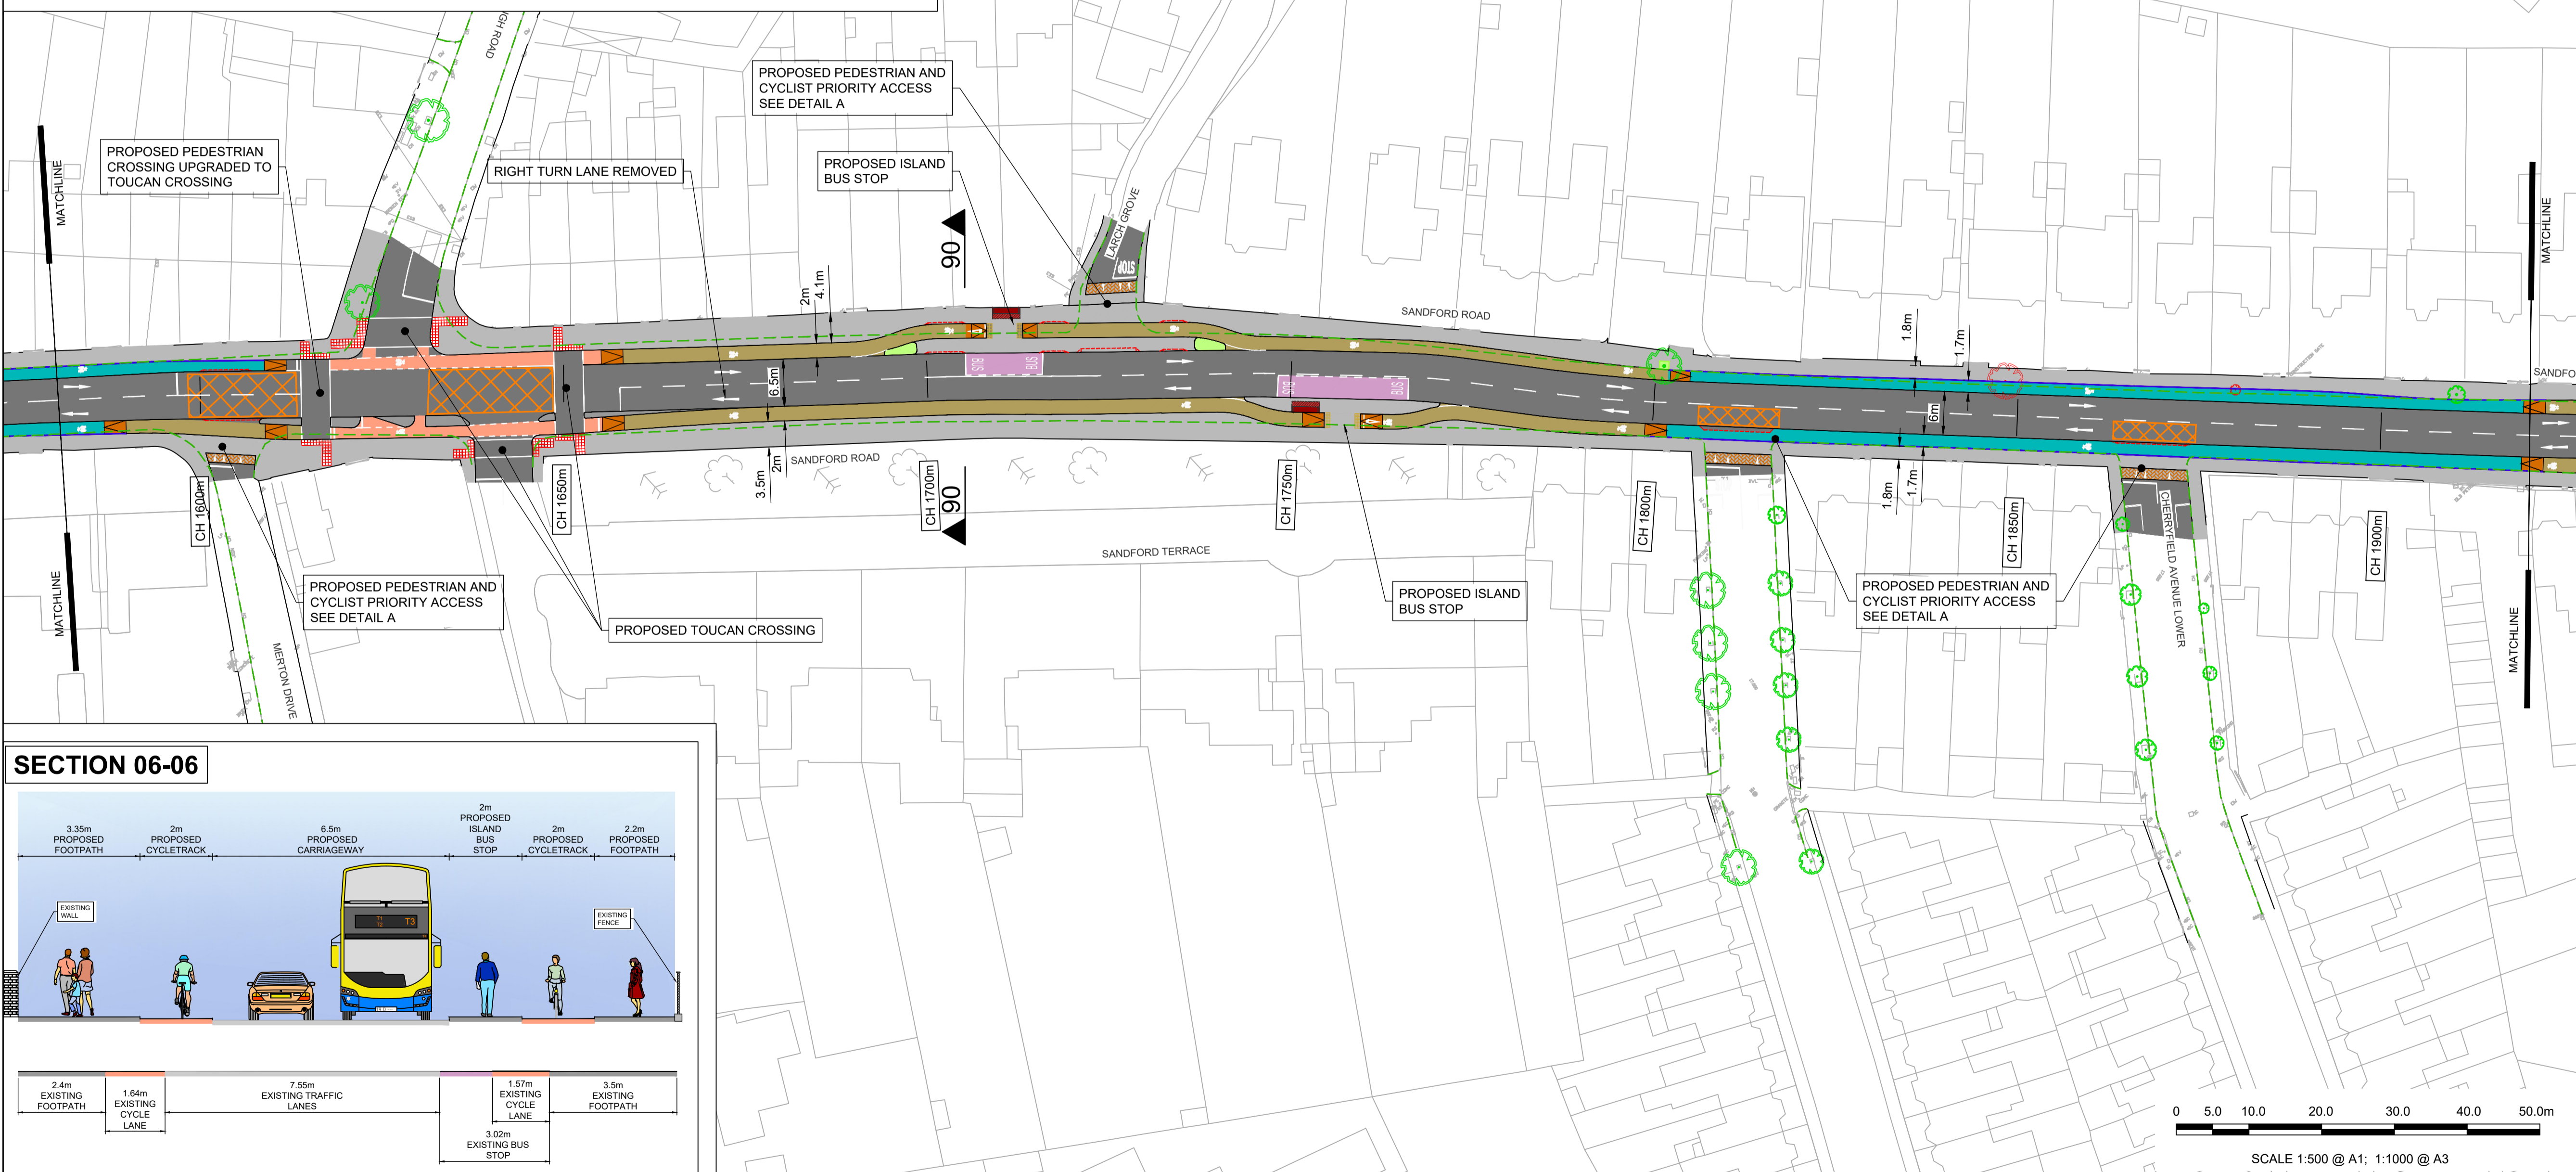 PROPOSED PEDESTRIAN
CROSSING UPGRADED TO
TOUCAN CROSSING
RIGHT TURN LANE REMOVED
PROPOSED PEDESTRIAN AND
CYCLIST PRIORITY ACCESS
SEE DETAIL A
PROPOSED ISLAND
BUS STOP
MATCHLINE
MATCHLINE
MATCHLINE
MATCHLINE
06
06
LARCH GROVE
STOP
SANDFORD ROAD
SANDFORD ROAD
SANDFORD TERRACE
MERTON DRIVE
CHERRYFIELD AVENUE LOWER
2m
4.1m
6.5m
3.5m
2m
1.8m
1.7m
6m
1.8m
1.7m
BUS
BUS
BUS
BUS
CH 1600m
CH 1650m
CH 1700m
CH 1750m
CH 1800m
CH 1850m
CH 1900m
PROPOSED PEDESTRIAN AND
CYCLIST PRIORITY ACCESS
SEE DETAIL A
PROPOSED TOUCAN CROSSING
PROPOSED ISLAND
BUS STOP
PROPOSED PEDESTRIAN AND
CYCLIST PRIORITY ACCESS
SEE DETAIL A
SECTION 06-06
3.35m
PROPOSED
FOOTPATH
2m
PROPOSED
CYCLETRACK
6.5m
PROPOSED
CARRIAGEWAY
2m
PROPOSED
ISLAND
BUS
STOP
2m
PROPOSED
CYCLETRACK
2.2m
PROPOSED
FOOTPATH
EXISTING
WALL
EXISTING
FENCE
T3
2.4m
EXISTING
FOOTPATH
1.64m
EXISTING
CYCLE
LANE
7.55m
EXISTING TRAFFIC
LANES
1.57m
EXISTING
CYCLE
LANE
3.02m
EXISTING BUS
STOP
3.5m
EXISTING
FOOTPATH
0 5.0 10.0 20.0 30.0 40.0 50.0m
SCALE 1:500 @ A1; 1:1000 @ A3